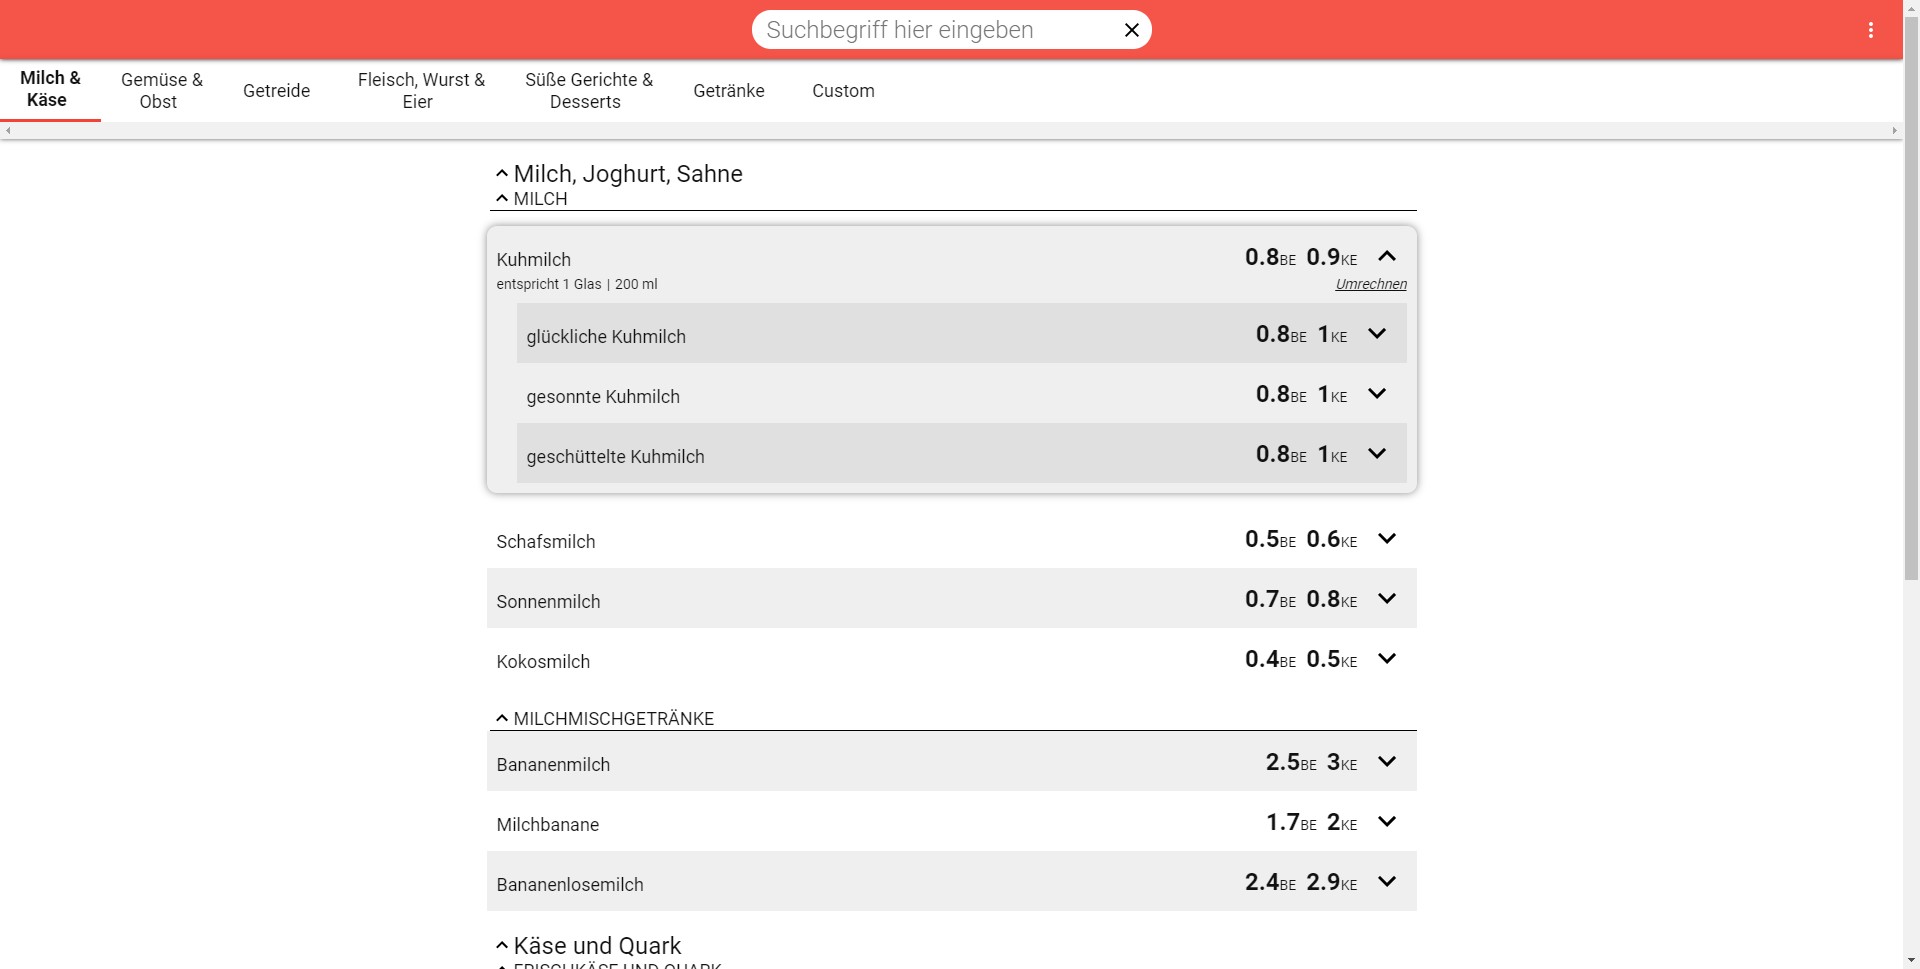 Suchbegriff hier eingeben
Milch &
Käse
Gemüse &
Obst
Getreide
Fleisch, Wurst &
Eier
Süße Gerichte &
Desserts
Getränke
Custom
Milch, Joghurt, Sahne
MILCH
Kuhmilch 0.8BE 0.9KE
entspricht 1 Glas | 200 ml Umrechnen
glückliche Kuhmilch 0.8BE 1KE
gesonnte Kuhmilch 0.8BE 1KE
geschüttelte Kuhmilch 0.8BE 1KE
Schafsmilch 0.5BE 0.6KE
Sonnenmilch 0.7BE 0.8KE
Kokosmilch 0.4BE 0.5KE
MILCHMISCHGETRÄNKE
Bananenmilch 2.5BE 3KE
Milchbanane 1.7BE 2KE
Bananenlosemilch 2.4BE 2.9KE
Käse und Quark
FRISCHKÄSE UND QUARK